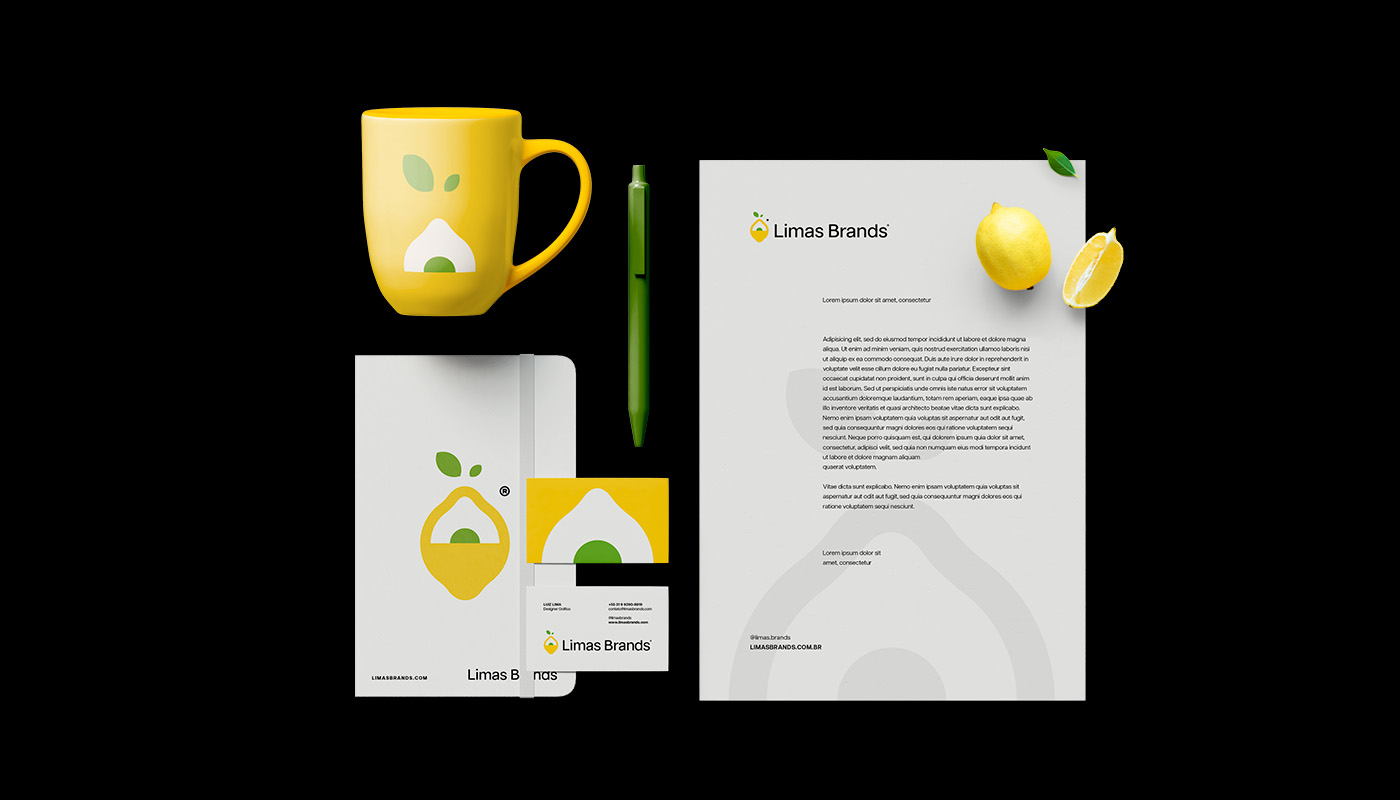 Limas Brands
Lorem ipsum dolor sit amet, consectetur
Adipiscing elit, sed do eiusmod tempor incididunt ut labore et dolore magna
aliqua. Ut enim ad minim veniam, quis nostrud exercitation ullamco laboris nisi
ut aliquip ex ea commodo consequat. Duis aute irure dolor in reprehenderit in
voluptate velit esse cillum dolore eu fugiat nulla pariatur. Excepteur sint
occaecat cupidatat non proident, sunt in culpa qui officia deserunt mollit anim
id est laborum. Sed ut perspiciatis unde omnis iste natus error sit voluptatem
accusantium doloremque laudantium, totam rem aperiam, eaque ipsa quae ab
illo inventore veritatis et quasi architecto beatae vitae dicta sunt explicabo.
Nemo enim ipsam voluptatem quia voluptas sit aspernatur aut odit aut fugit,
sed quia consequuntur magni dolores eos qui ratione voluptatem sequi
nesciunt. Neque porro quisquam est, qui dolorem ipsum quia dolor sit amet,
consectetur, adipisci velit, sed quia non numquam eius modi tempora incidunt
ut labore et dolore magnam aliquam
quaerat voluptatem.
Vitae dicta sunt explicabo. Nemo enim ipsam voluptatem quia voluptas sit
aspernatur aut odit aut fugit, sed quia consequuntur magni dolores eos qui
ratione voluptatem sequi nesciunt.
Lorem ipsum dolor sit
amet, consectetur
@limas.brands
LIMASBRANDS.COM.BR
®
LIMASBRANDS.COM
Limas B nds
LUIZ LIMA
Designer Gráfico
@limasbrands
www.limasbrands.com
Limas Brands